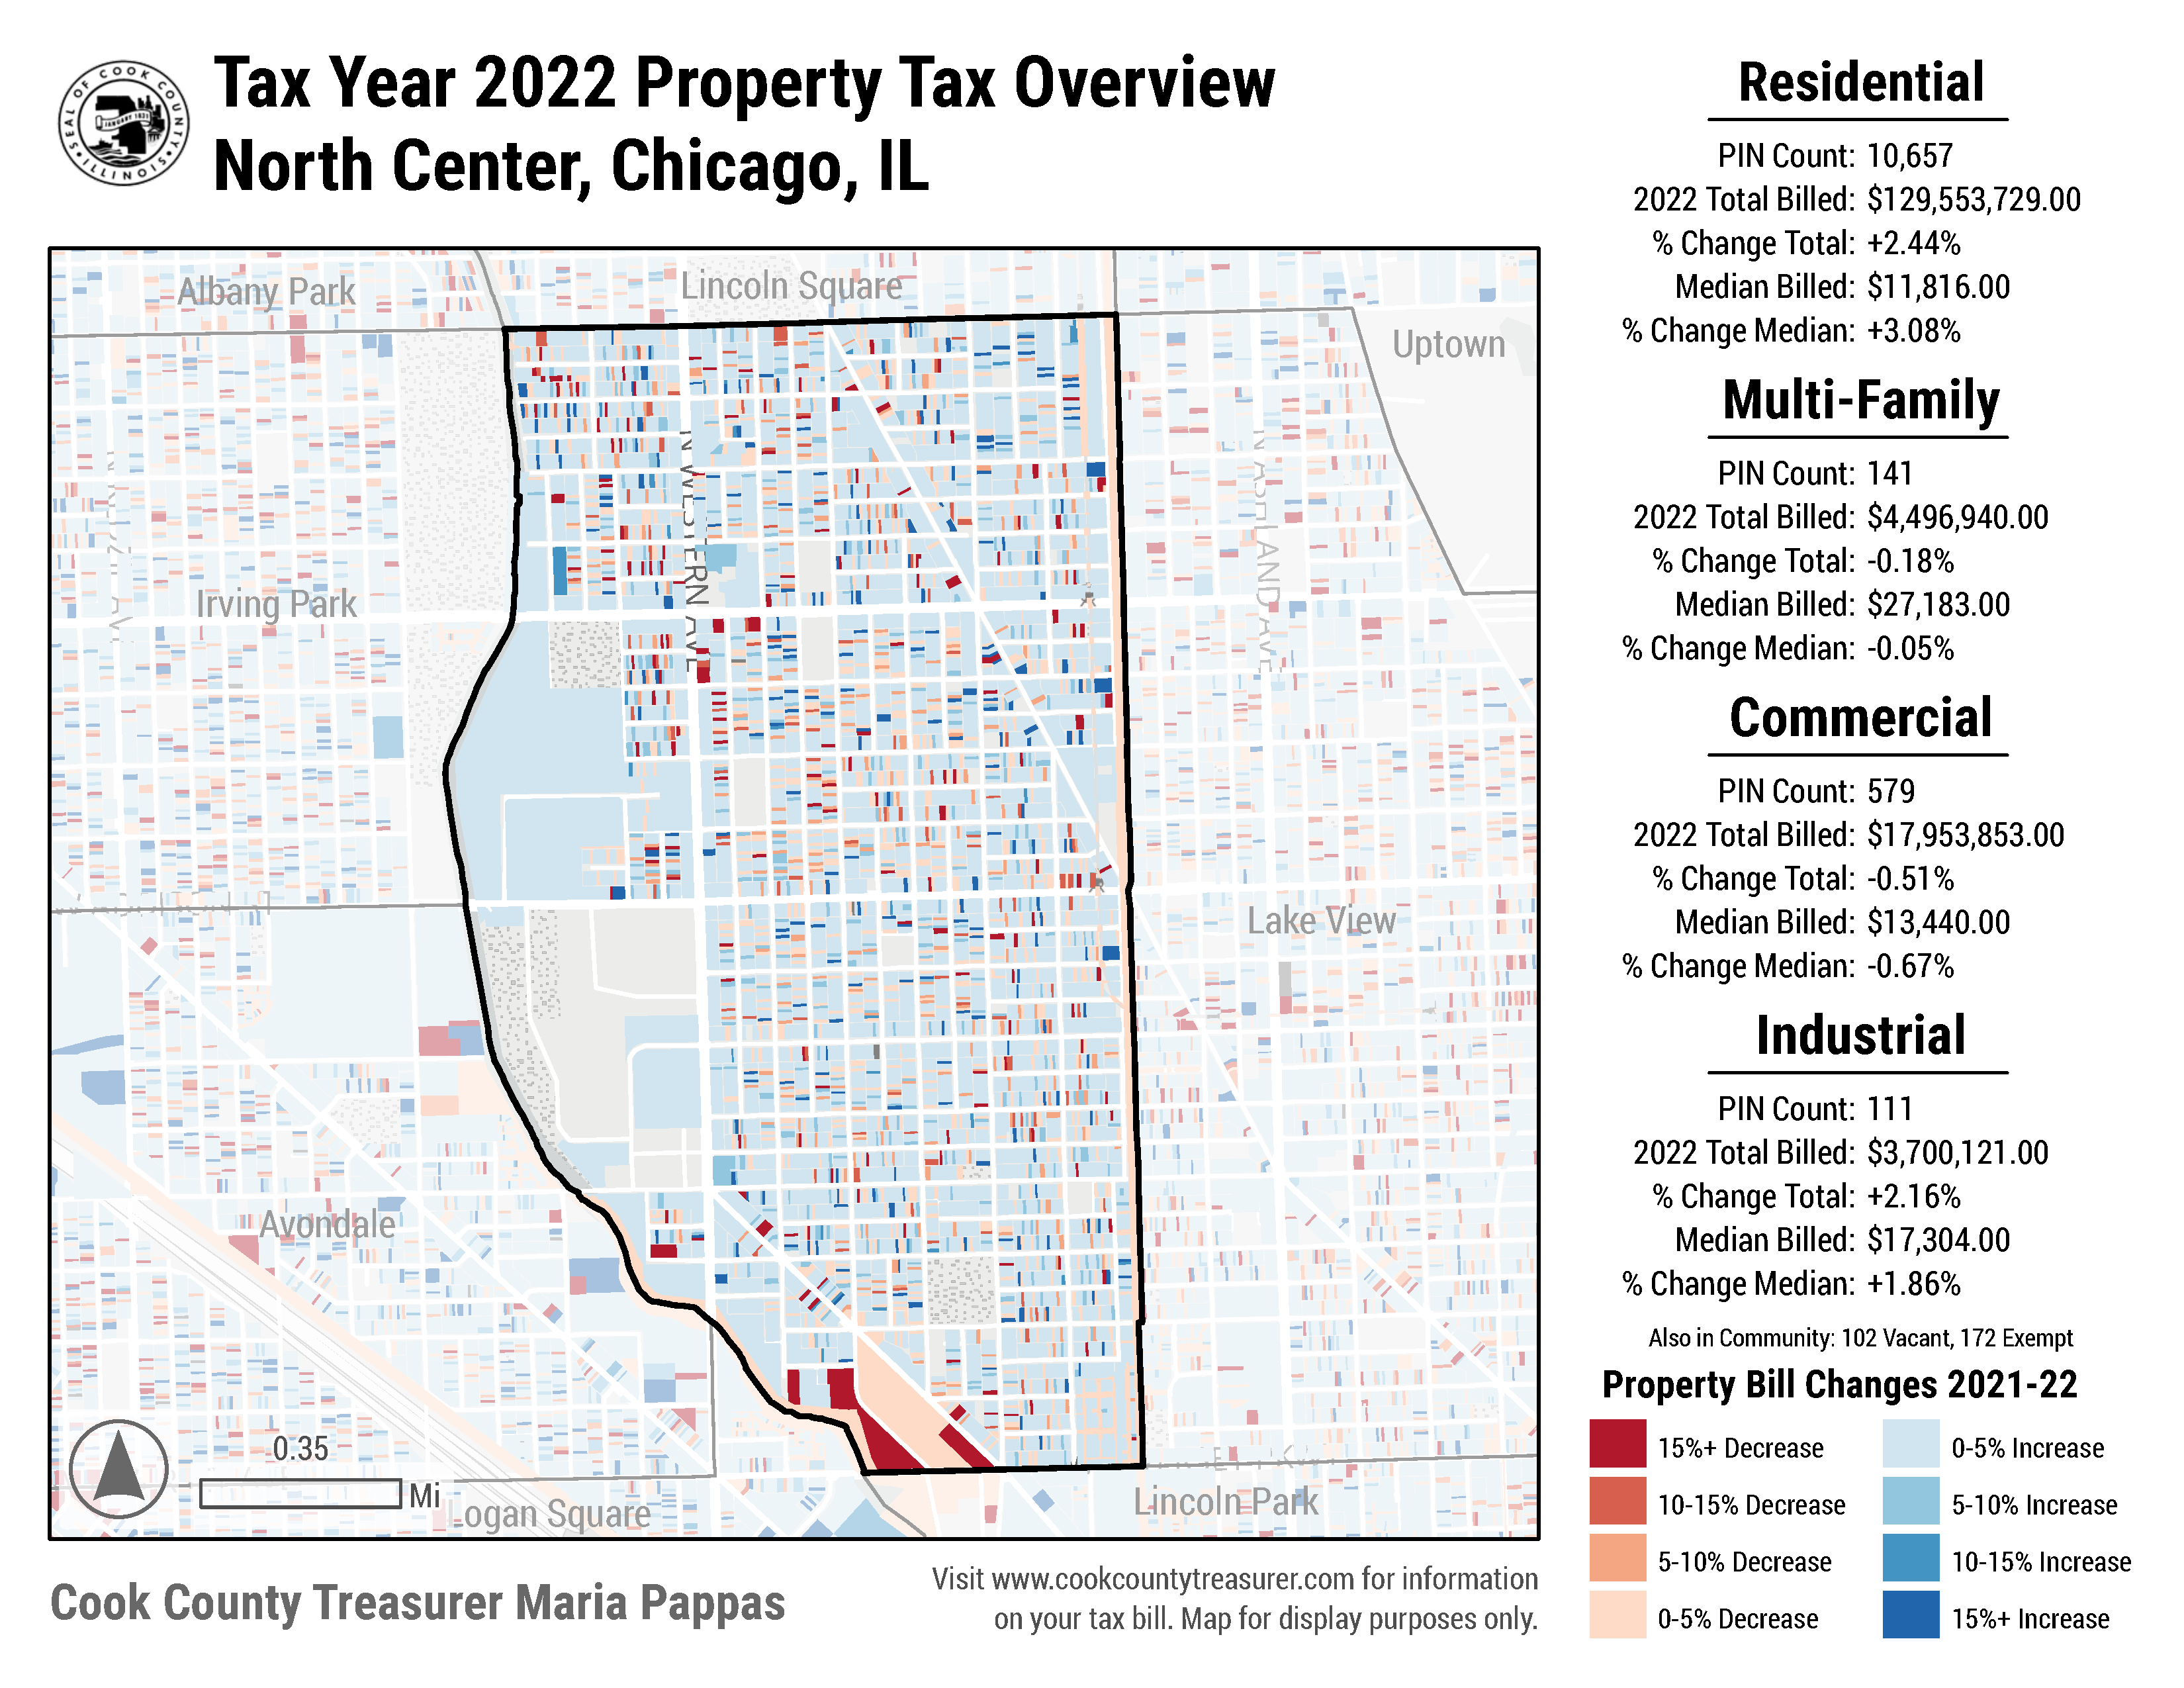 SEAL OF COOK COUNTY
ILLINOIS
JANUARY 1831
Tax Year 2022 Property Tax Overview
North Center, Chicago, IL
Albany Park
Lincoln Square
Uptown
N WESTERN AVE
N ASHLAND AVE
Irving Park
Lake View
Avondale
0.35
Mi
Logan Square
Lincoln Park
Cook County Treasurer Maria Pappas
Visit www.cookcountytreasurer.com for information
on your tax bill. Map for display purposes only.
Residential
PIN Count: 10,657
2022 Total Billed: $129,553,729.00
% Change Total: +2.44%
Median Billed: $11,816.00
% Change Median: +3.08%
Multi-Family
PIN Count: 141
2022 Total Billed: $4,496,940.00
% Change Total: -0.18%
Median Billed: $27,183.00
% Change Median: -0.05%
Commercial
PIN Count: 579
2022 Total Billed: $17,953,853.00
% Change Total: -0.51%
Median Billed: $13,440.00
% Change Median: -0.67%
Industrial
PIN Count: 111
2022 Total Billed: $3,700,121.00
% Change Total: +2.16%
Median Billed: $17,304.00
% Change Median: +1.86%
Also in Community: 102 Vacant, 172 Exempt
Property Bill Changes 2021-22
15%+ Decrease
0-5% Increase
10-15% Decrease
5-10% Increase
5-10% Decrease
10-15% Increase
0-5% Decrease
15%+ Increase